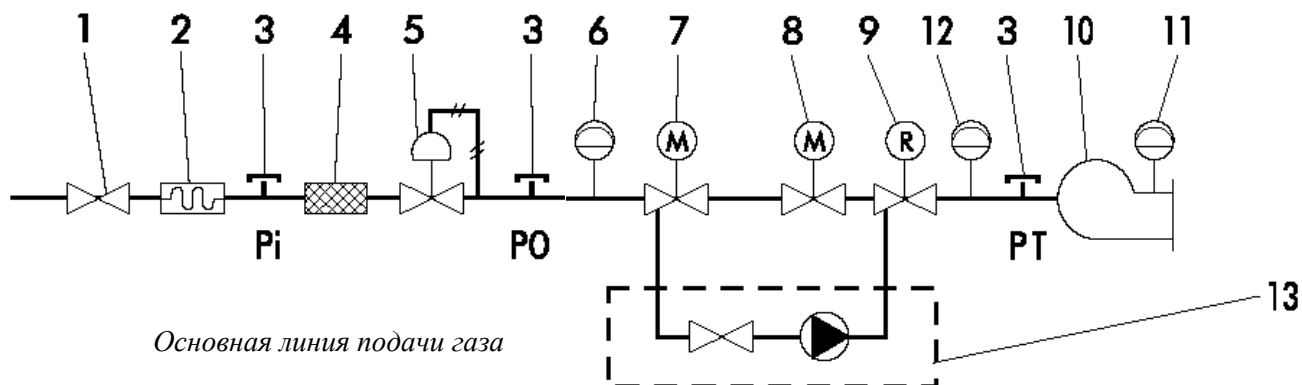 1 2 3 4 5 3 6 7 8 9 12 3 10 11
M M R
Pi PO PT
13
Основная линия подачи газа